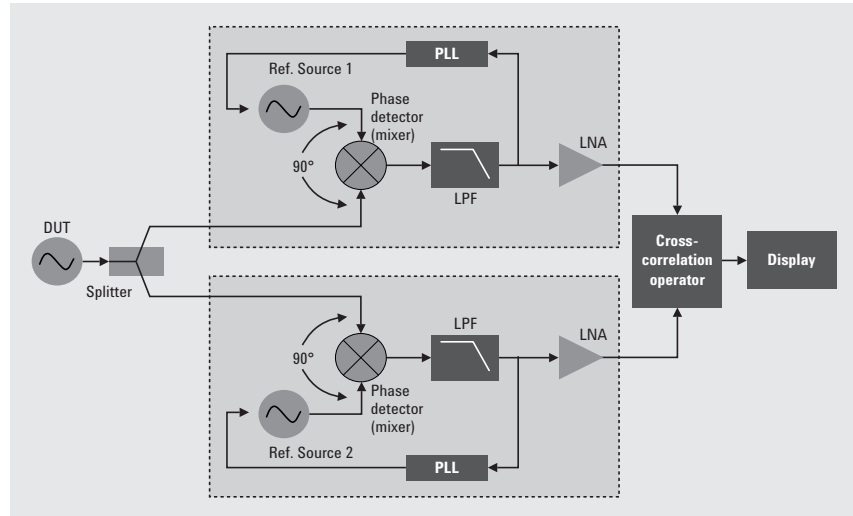 PLL
Ref. Source 1
Phase
detector
(mixer)
LNA
90°
LPF
DUT
Splitter
Cross-
correlation
operator
Display
LPF
LNA
90°
Phase
detector
(mixer)
Ref. Source 2
PLL